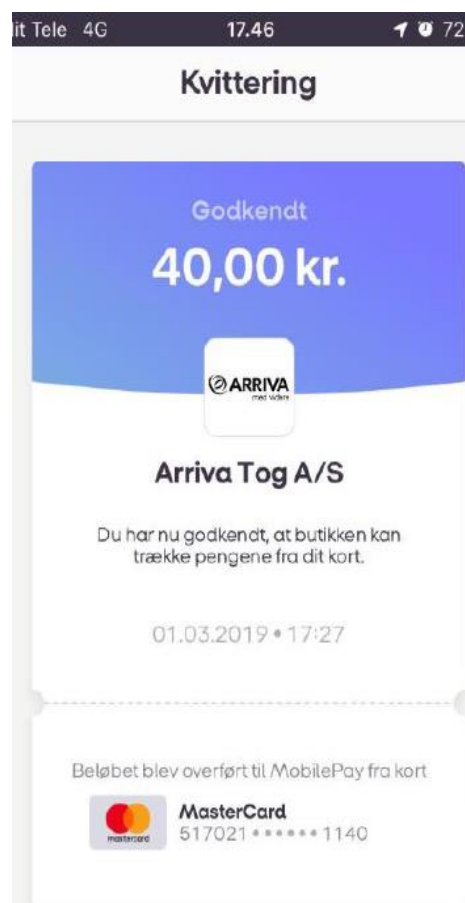 it Tele 4G 17.46 72
Kvittering
Godkendt
40,00 kr.
ARRIVA
med videre
Arriva Tog A/S
Du har nu godkendt, at butikken kan
trække pengene fra dit kort.
01.03.2019 • 17:27
Beløbet blev overført til MobilePay fra kort
mastercard
MasterCard
517021••••••1140